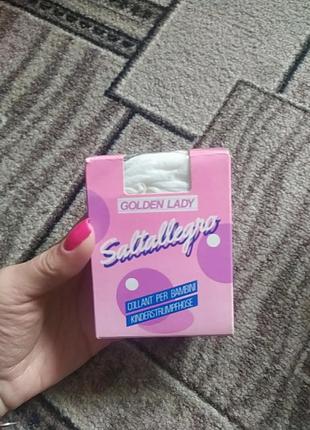 GOLDEN LADY
Saltallegro
COLLANT PER BAMBINI
KINDERSTRUMPFHOSE